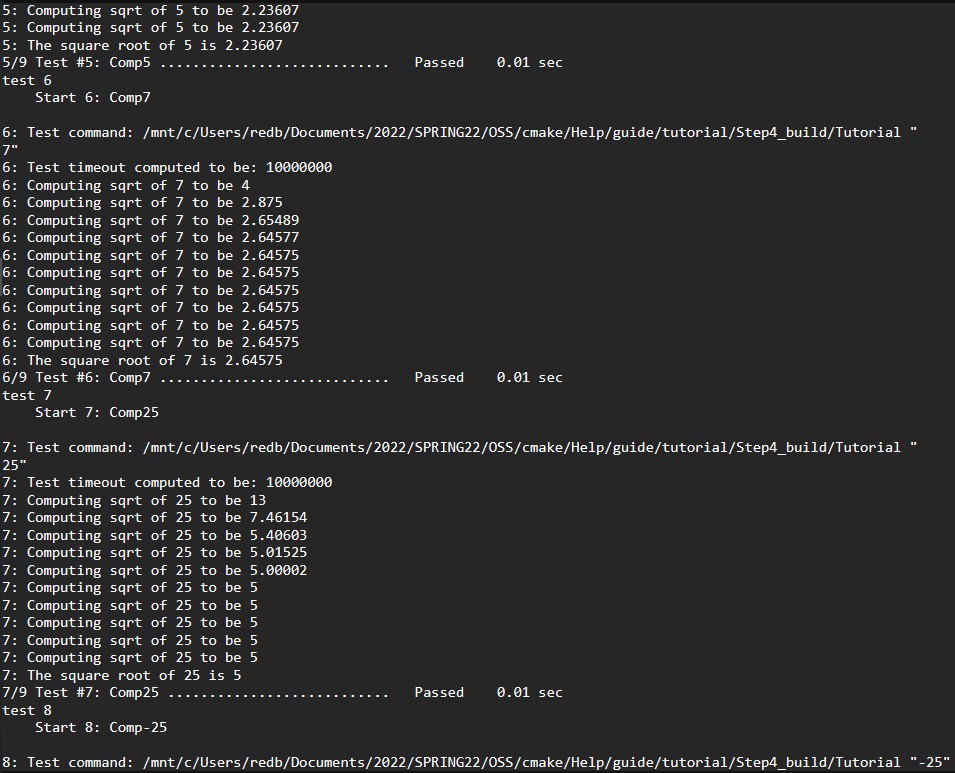 5: Computing sqrt of 5 to be 2.23607
5: Computing sqrt of 5 to be 2.23607
5: The square root of 5 is 2.23607
5/9 Test #5: Comp5 ............................   Passed    0.01 sec
test 6
    Start 6: Comp7

6: Test command: /mnt/c/Users/redb/Documents/2022/SPRING22/OSS/cmake/Help/guide/tutorial/Step4_build/Tutorial "
7"
6: Test timeout computed to be: 10000000
6: Computing sqrt of 7 to be 4
6: Computing sqrt of 7 to be 2.875
6: Computing sqrt of 7 to be 2.65489
6: Computing sqrt of 7 to be 2.64577
6: Computing sqrt of 7 to be 2.64575
6: Computing sqrt of 7 to be 2.64575
6: Computing sqrt of 7 to be 2.64575
6: Computing sqrt of 7 to be 2.64575
6: Computing sqrt of 7 to be 2.64575
6: Computing sqrt of 7 to be 2.64575
6: The square root of 7 is 2.64575
6/9 Test #6: Comp7 ............................   Passed    0.01 sec
test 7
    Start 7: Comp25

7: Test command: /mnt/c/Users/redb/Documents/2022/SPRING22/OSS/cmake/Help/guide/tutorial/Step4_build/Tutorial "
25"
7: Test timeout computed to be: 10000000
7: Computing sqrt of 25 to be 13
7: Computing sqrt of 25 to be 7.46154
7: Computing sqrt of 25 to be 5.40603
7: Computing sqrt of 25 to be 5.01525
7: Computing sqrt of 25 to be 5.00002
7: Computing sqrt of 25 to be 5
7: Computing sqrt of 25 to be 5
7: Computing sqrt of 25 to be 5
7: Computing sqrt of 25 to be 5
7: Computing sqrt of 25 to be 5
7: The square root of 25 is 5
7/9 Test #7: Comp25 ...........................   Passed    0.01 sec
test 8
    Start 8: Comp-25

8: Test command: /mnt/c/Users/redb/Documents/2022/SPRING22/OSS/cmake/Help/guide/tutorial/Step4_build/Tutorial "-25"